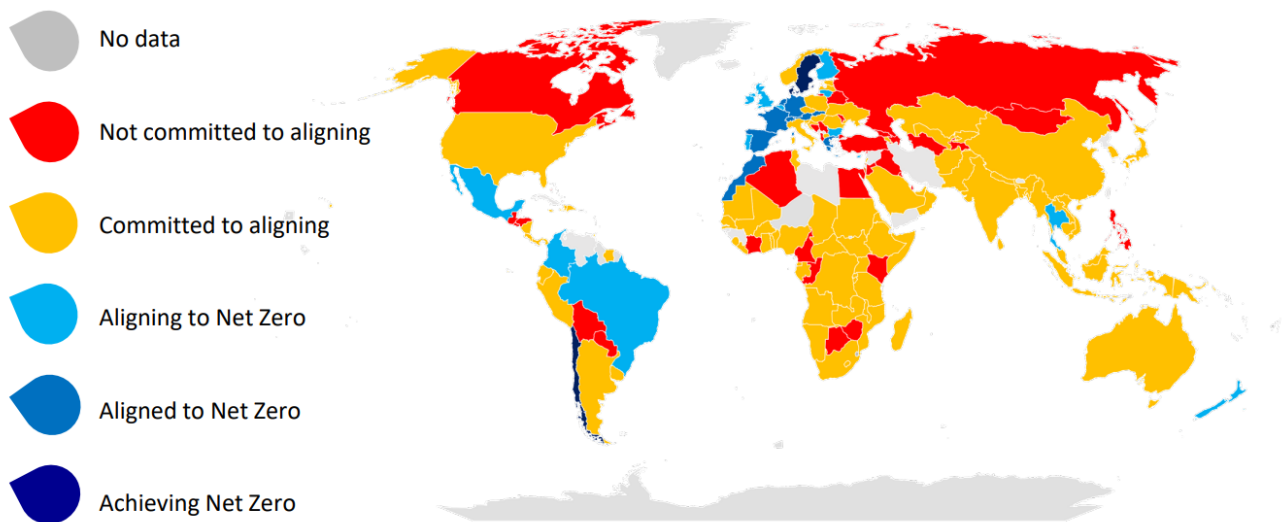 No data
Not committed to aligning
Committed to aligning
Aligning to Net Zero
Aligned to Net Zero
Achieving Net Zero